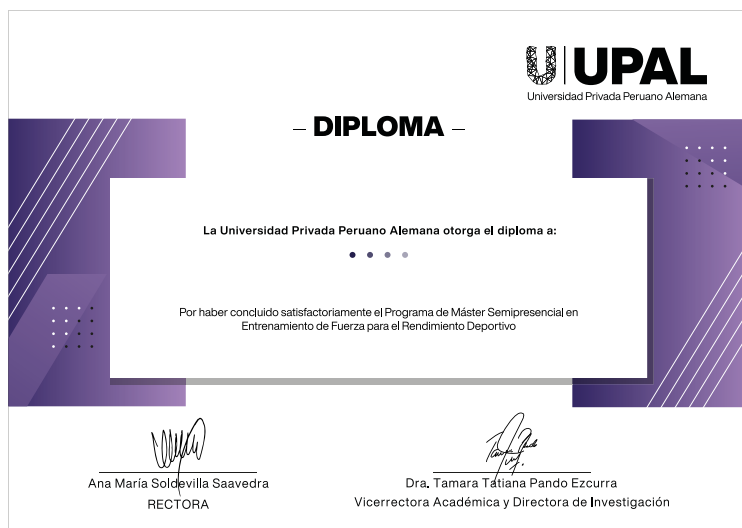 UPAL
Universidad Privada Peruano Alemana
– DIPLOMA –
La Universidad Privada Peruano Alemana otorga el diploma a:
Por haber concluido satisfactoriamente el Programa de Máster Semipresencial en
Entrenamiento de Fuerza para el Rendimiento Deportivo
Ana María Soldevilla Saavedra
RECTORA
Dra. Tamara Tatiana Pando Ezcurra
Vicerrectora Académica y Directora de Investigación